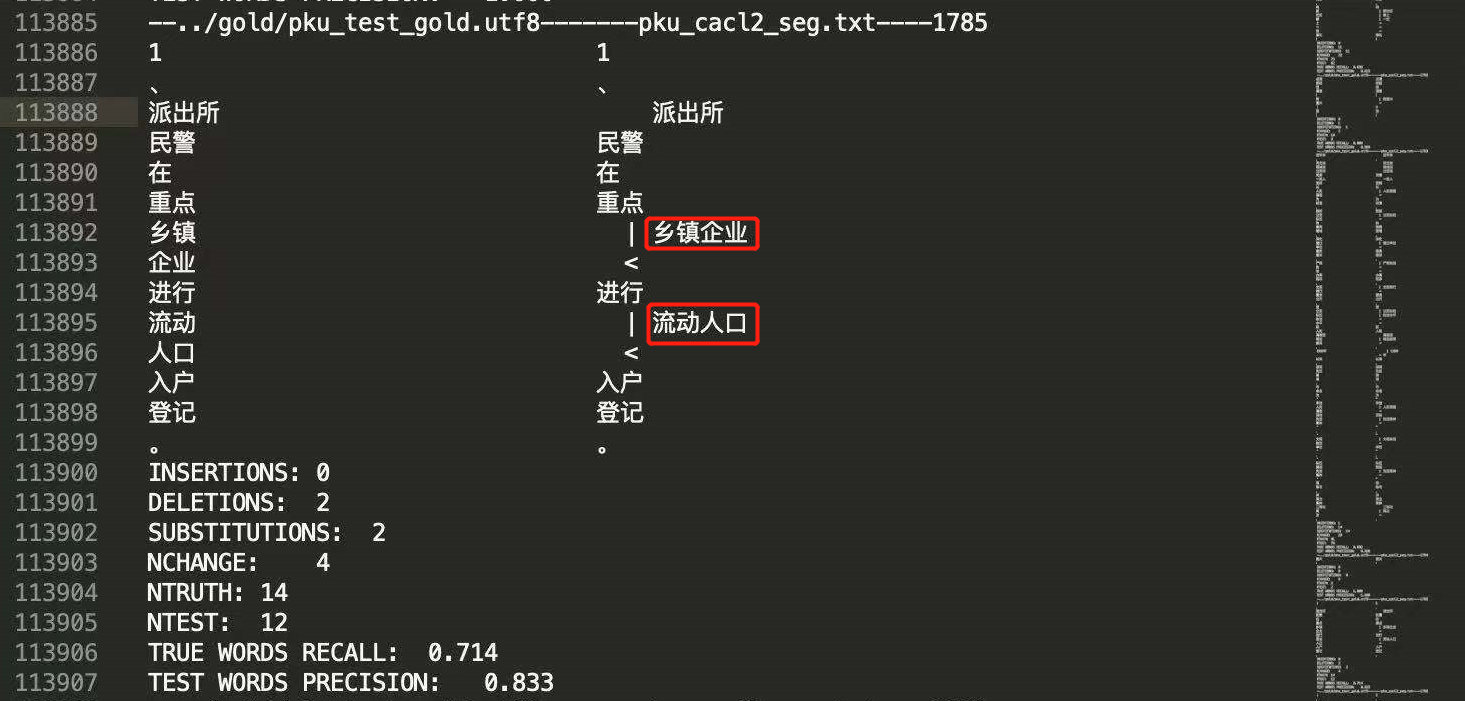 113885 --../gold/pku_test_gold.utf8-------pku_cacl2_seg.txt----1785
113886 1 1
113887 、 、
113888 派出所 派出所
113889 民警 民警
113890 在 在
113891 重点 重点
113892 乡镇 | 乡镇企业
113893 企业 <
113894 进行 进行
113895 流动 | 流动人口
113896 人口 <
113897 入户 入户
113898 登记 登记
113899 。 。
113900 INSERTIONS: 0
113901 DELETIONS: 2
113902 SUBSTITUTIONS: 2
113903 NCHANGE: 4
113904 NTRUTH: 14
113905 NTEST: 12
113906 TRUE WORDS RECALL: 0.714
113907 TEST WORDS PRECISION: 0.833